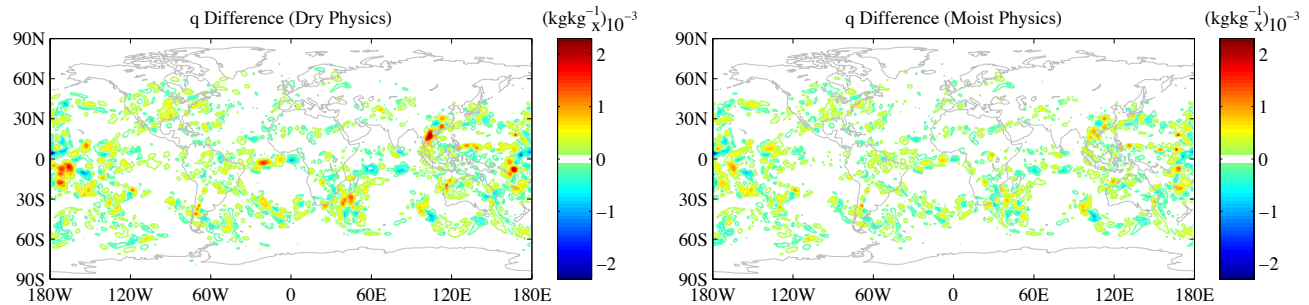 q Difference (Dry Physics)
(kgkg⁻¹)
x 10⁻³
90N
60N
30N
0
30S
60S
90S
180W
120W
60W
0
60E
120E
180E
2
1
0
−1
−2
q Difference (Moist Physics)
(kgkg⁻¹)
x 10⁻³
90N
60N
30N
0
30S
60S
90S
180W
120W
60W
0
60E
120E
180E
2
1
0
−1
−2